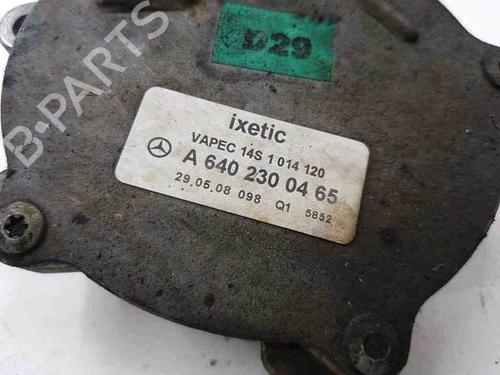 B-PARTS
D29
ixetic
VAPEC 14S 1 014 120
A 640 230 04 65
29.05.08 098 Q1 5852